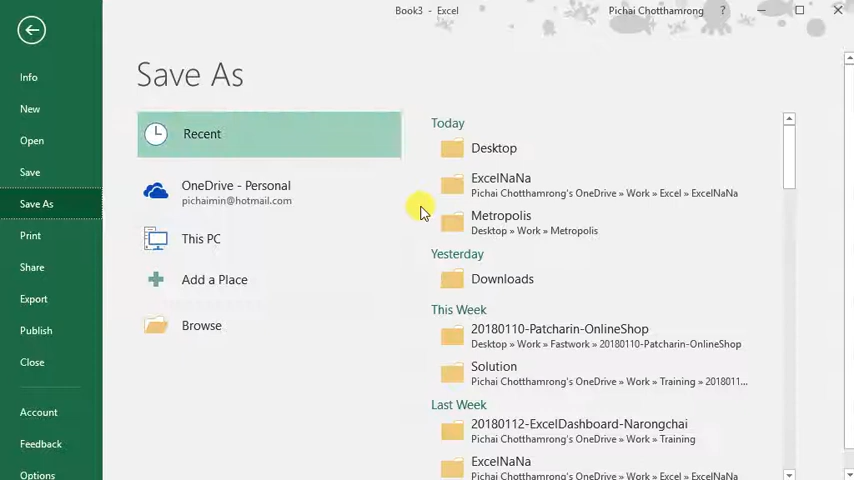 Book3 - Excel
Pichai Chotthamrong
?
Info
New
Open
Save
Save As
Print
Share
Export
Publish
Close
Account
Feedback
Options
Save As
Recent
OneDrive - Personal
pichaimin@hotmail.com
This PC
Add a Place
Browse
Today
Desktop
ExcelNaNa
Pichai Chotthamrong's OneDrive » Work » Excel » ExcelNaNa
Metropolis
Desktop » Work » Metropolis
Yesterday
Downloads
This Week
20180110-Patcharin-OnlineShop
Desktop » Work » Fastwork » 20180110-Patcharin-OnlineShop
Solution
Pichai Chotthamrong's OneDrive » Work » Training » 201811...
Last Week
20180112-ExcelDashboard-Narongchai
Pichai Chotthamrong's OneDrive » Work » Training
ExcelNaNa
Pichai Chotthamrong's OneDrive » Work » Excel » ExcelNaNa